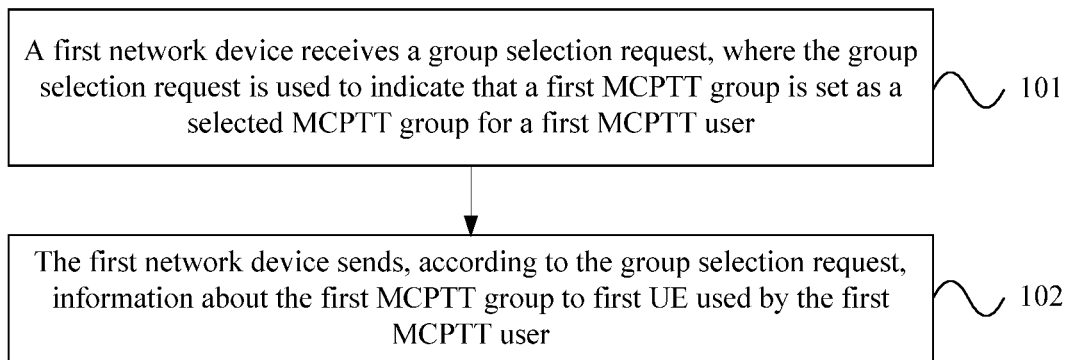 A first network device receives a group selection request, where the group
selection request is used to indicate that a first MCPTT group is set as a
selected MCPTT group for a first MCPTT user
101
The first network device sends, according to the group selection request,
information about the first MCPTT group to first UE used by the first
MCPTT user
102